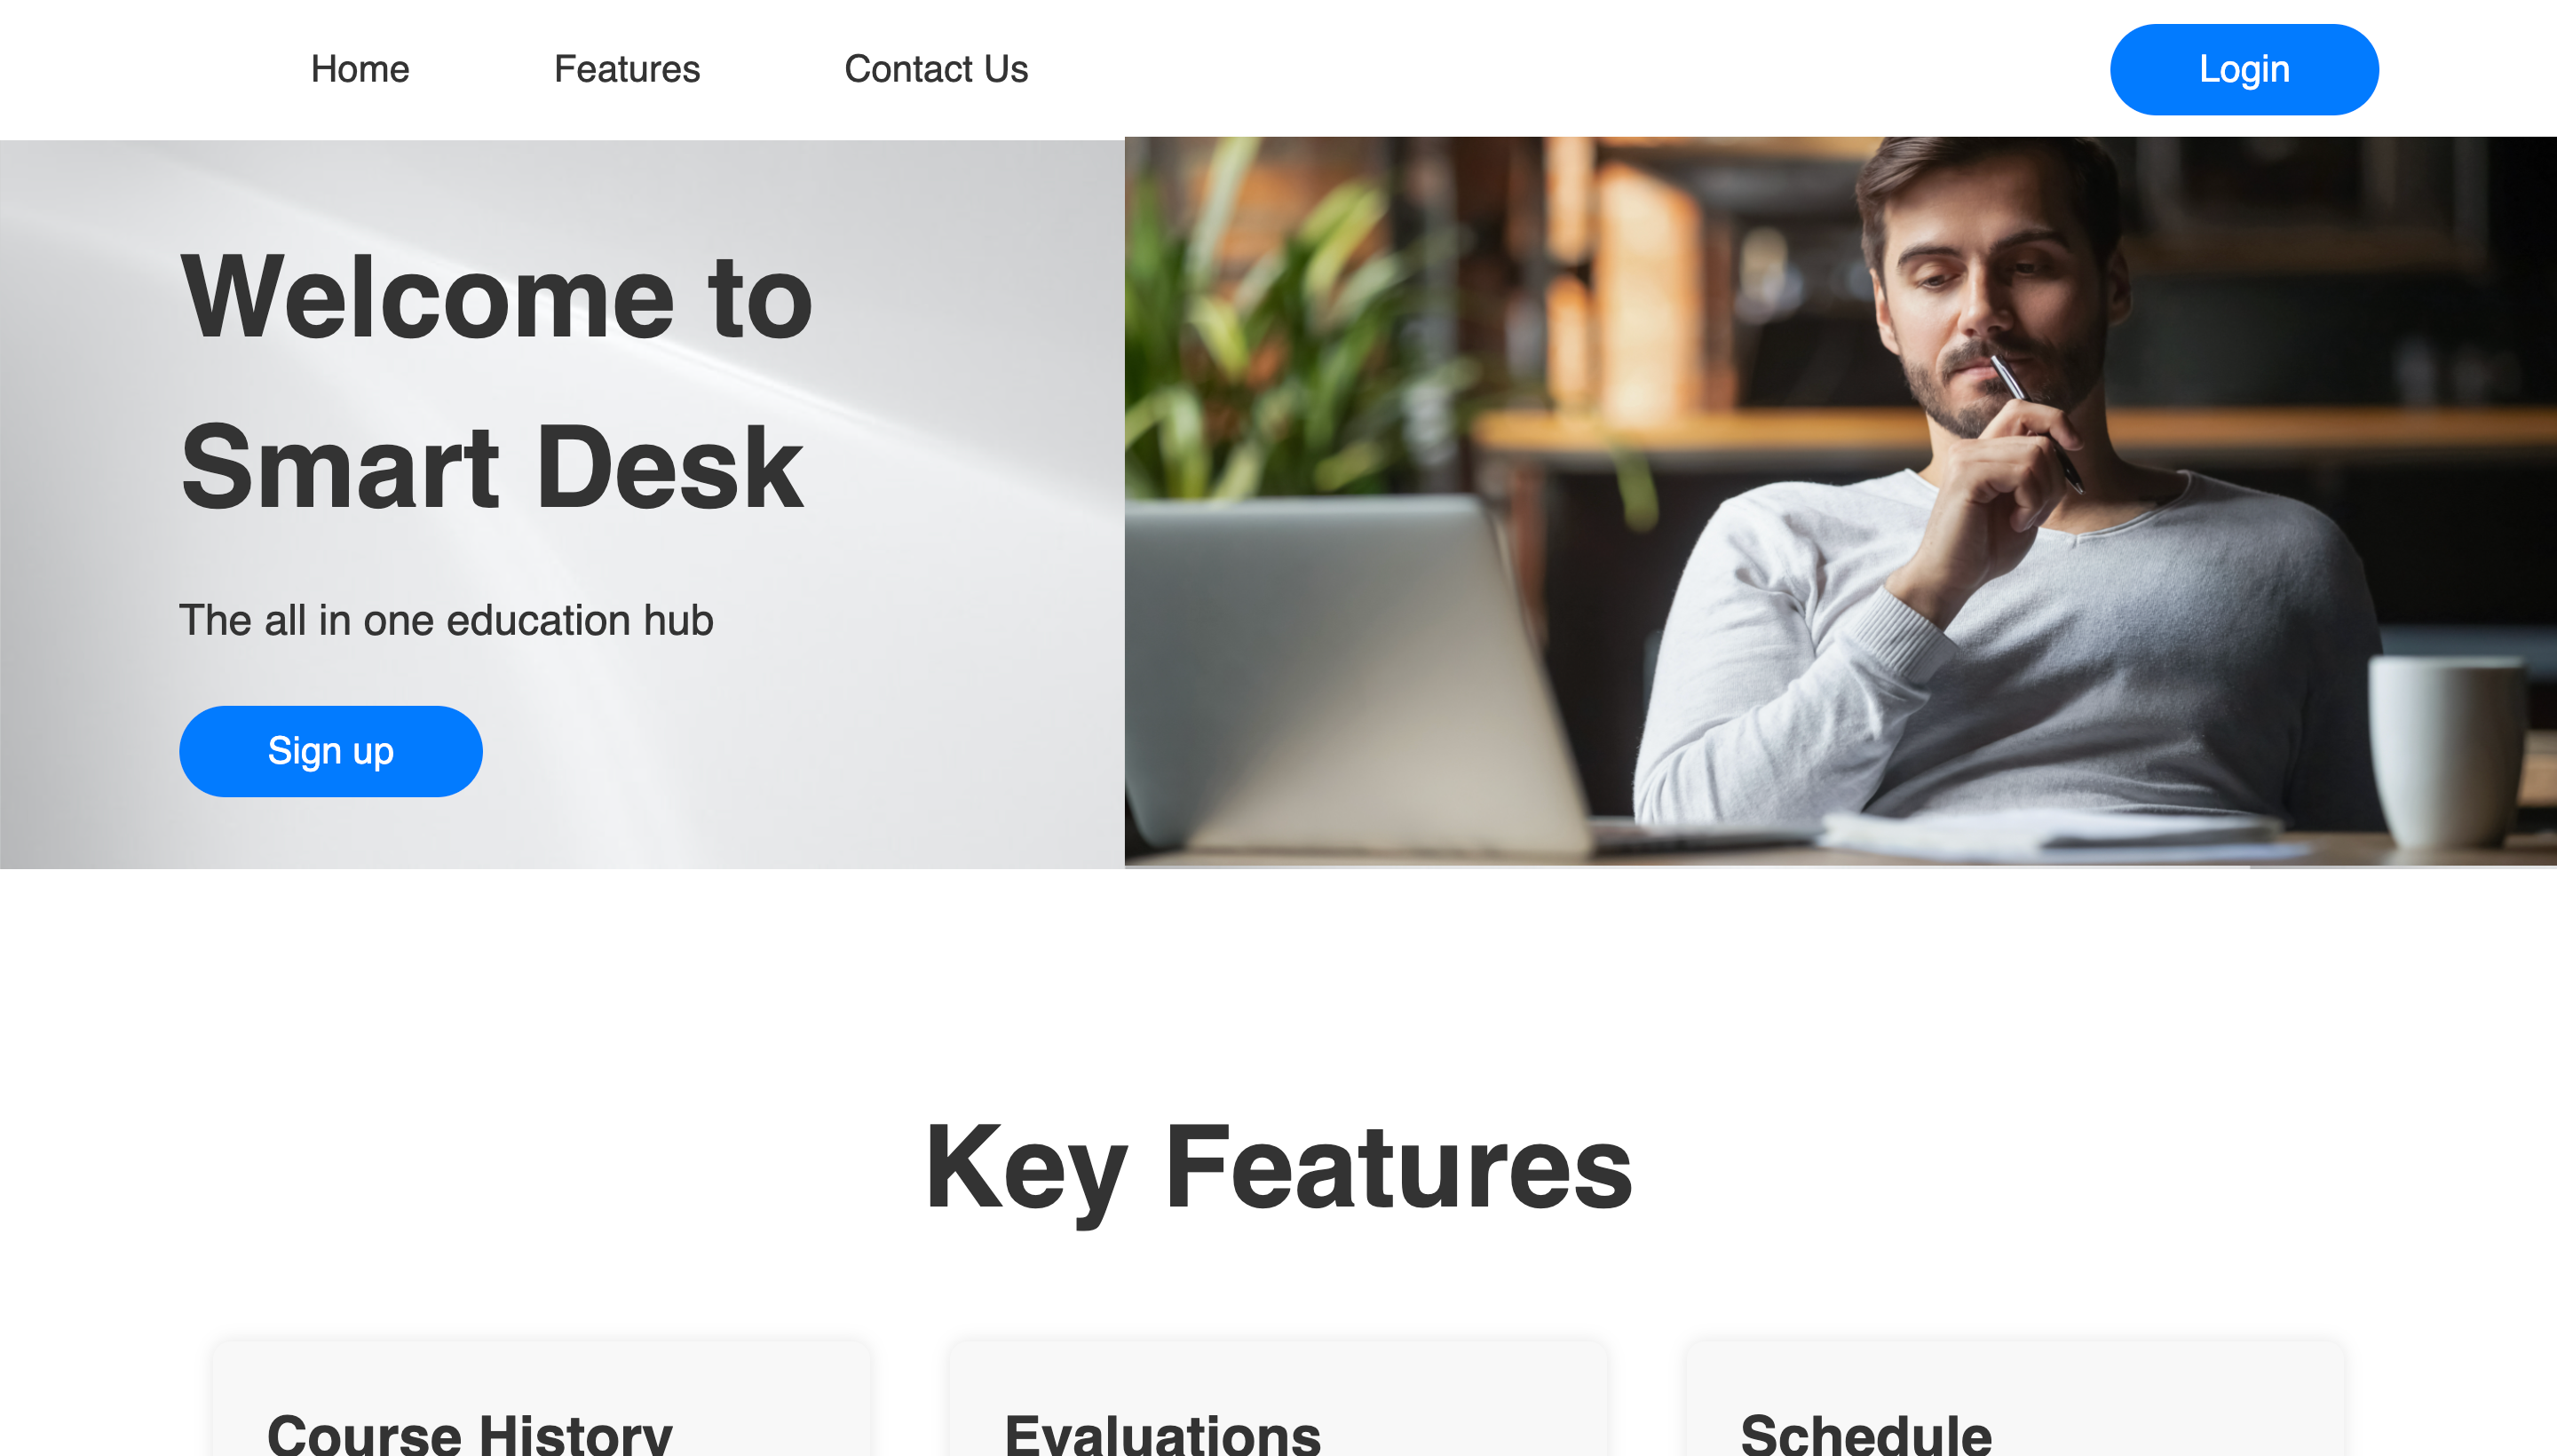 Home Features Contact Us Login
Welcome to
Smart Desk
The all in one education hub
Sign up
Key Features
Course History Evaluations Schedule